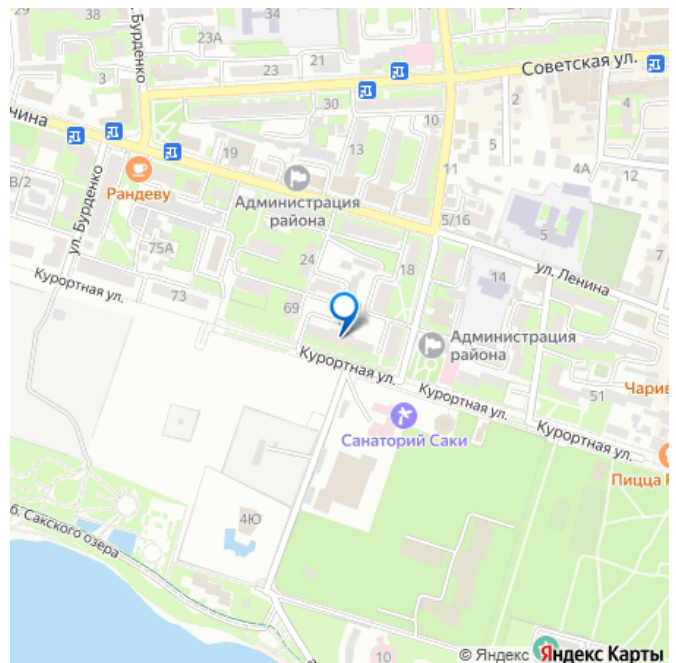 39
23А
38
34
ул. Бурденко
21
Советская ул.
3
23
4
30
2
нина
10
5
13
19
4А
12
В/2
Рандеву
11
Администрация
района
ул. Бурденко
5/16
5
75А
7
24
18
ул. Ленина
14
Курортная ул.
73
69
Администрация
района
Курортная ул.
Чарив
Курортная ул.
51
Курортная ул.
Санаторий Саки
Пицца
4Ю
б. Сакского озера
10
© Яндекс Яндекс Карты